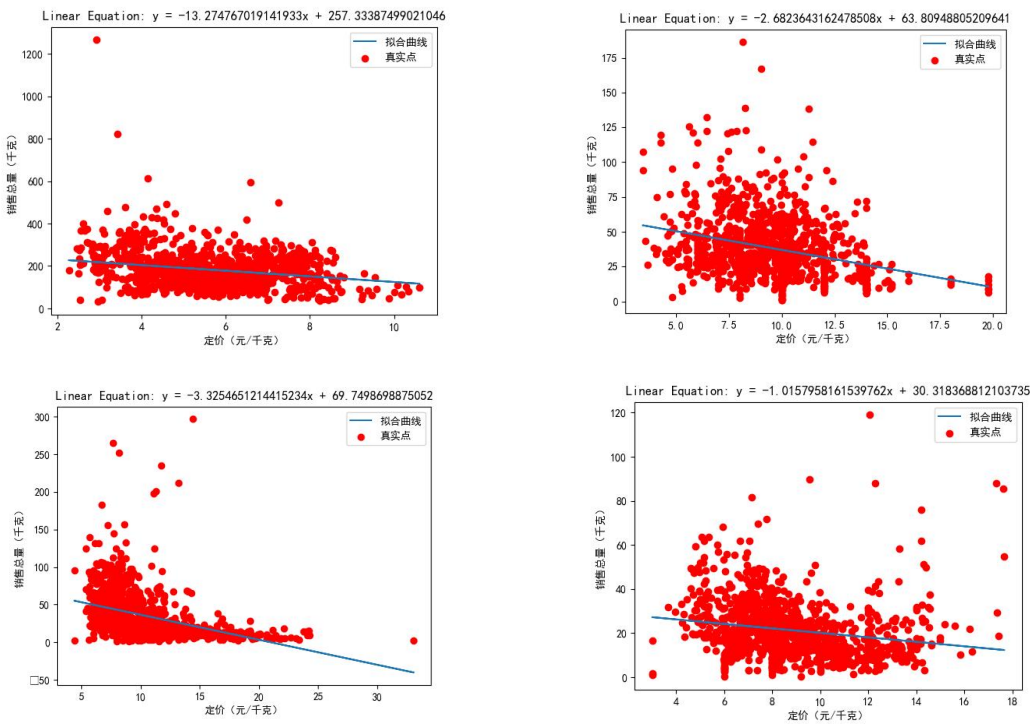 Linear Equation: y = −13.274767019141933x + 257.33387499021046
拟合曲线
真实点
1200
1000
800
600
400
200
0
销售总量（千克）
2 4 6 8 10
定价（元/千克）
Linear Equation: y = −2.6823643162478508x + 63.80948805209641
拟合曲线
真实点
175
150
125
100
75
50
25
0
销售总量（千克）
5.0 7.5 10.0 12.5 15.0 17.5 20.0
定价（元/千克）
Linear Equation: y = −3.3254651214415234x + 69.7498698875052
拟合曲线
真实点
300
250
200
150
100
50
0
□50
销售总量（千克）
5 10 15 20 25 30
定价（元/千克）
Linear Equation: y = −1.0157958161539762x + 30.318368812103735
拟合曲线
真实点
120
100
80
60
40
20
0
销售总量（千克）
4 6 8 10 12 14 16 18
定价（元/千克）